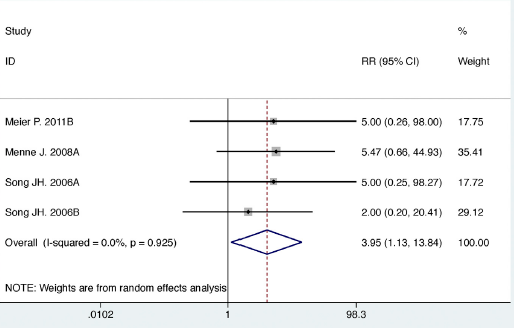 Study %
ID RR (95% CI) Weight
Meier P. 2011B 5.00 (0.26, 98.00) 17.75
Menne J. 2008A 5.47 (0.66, 44.93) 35.41
Song JH. 2006A 5.00 (0.25, 98.27) 17.72
Song JH. 2006B 2.00 (0.20, 20.41) 29.12
Overall (I-squared = 0.0%, p = 0.925) 3.95 (1.13, 13.84) 100.00
NOTE: Weights are from random effects analysis
.0102 1 98.3